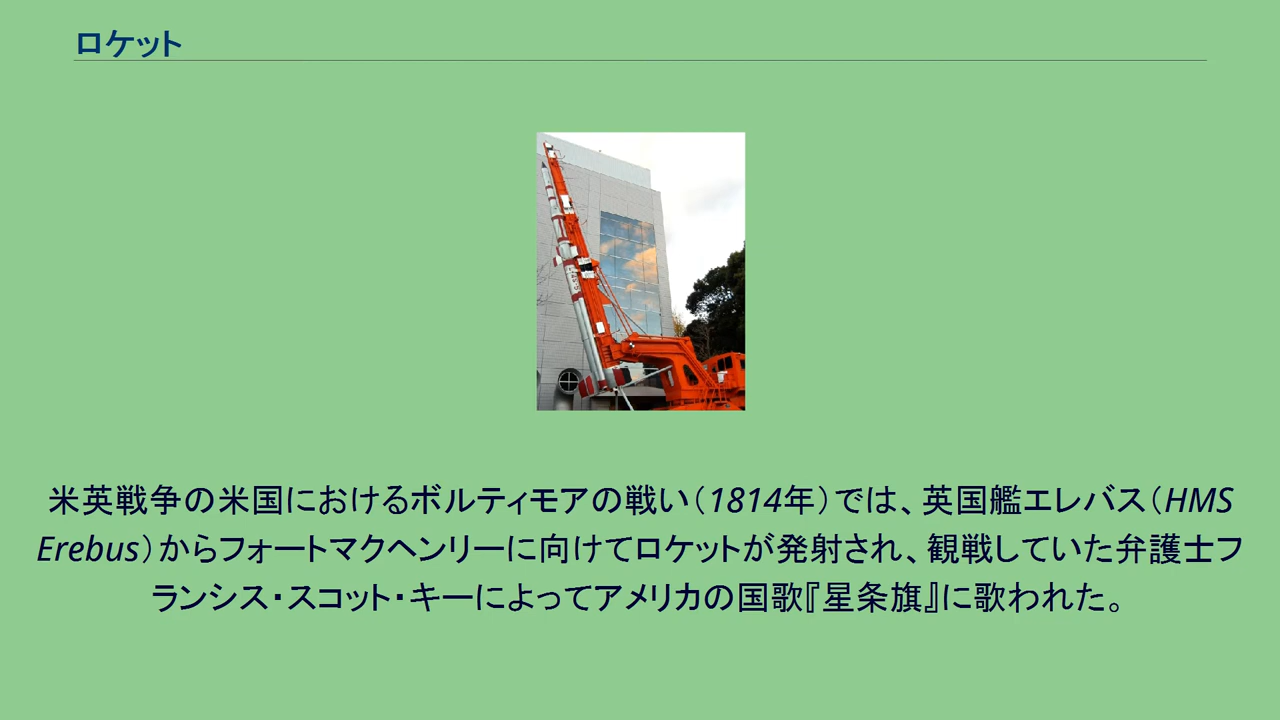 ロケット
米英戦争の米国におけるボルティモアの戦い（1814年）では、英国艦エレバス（HMS
Erebus）からフォートマクヘンリーに向けてロケットが発射され、観戦していた弁護士フ
ランシス・スコット・キーによってアメリカの国歌『星条旗』に歌われた。